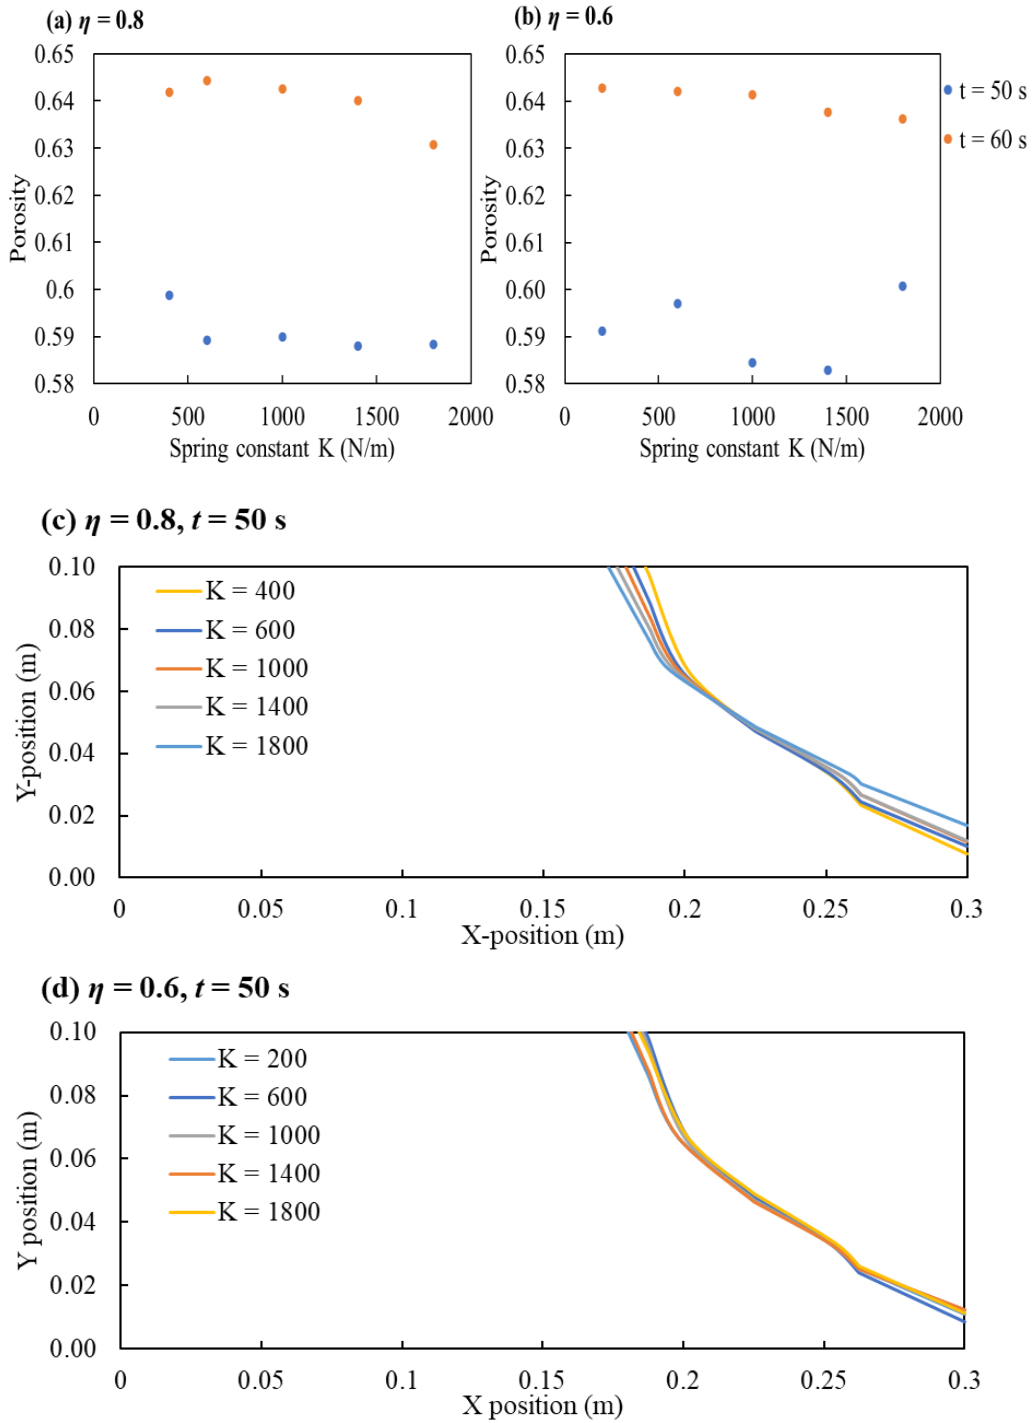 (a) η = 0.8
0.65
0.64
0.63
0.62
0.61
0.6
0.59
0.58
Porosity
0 500 1000 1500 2000
Spring constant K (N/m)
(b) η = 0.6
0.65
0.64
0.63
0.62
0.61
0.60
0.59
0.58
Porosity
0 500 1000 1500 2000
Spring constant K (N/m)
t = 50 s
t = 60 s
(c) η = 0.8, t = 50 s
0.10
0.08
0.06
0.04
0.02
0.00
Y-position (m)
K = 400
K = 600
K = 1000
K = 1400
K = 1800
0 0.05 0.1 0.15 0.2 0.25 0.3
X-position (m)
(d) η = 0.6, t = 50 s
0.10
0.08
0.06
0.04
0.02
0.00
Y position (m)
K = 200
K = 600
K = 1000
K = 1400
K = 1800
0 0.05 0.1 0.15 0.2 0.25 0.3
X position (m)